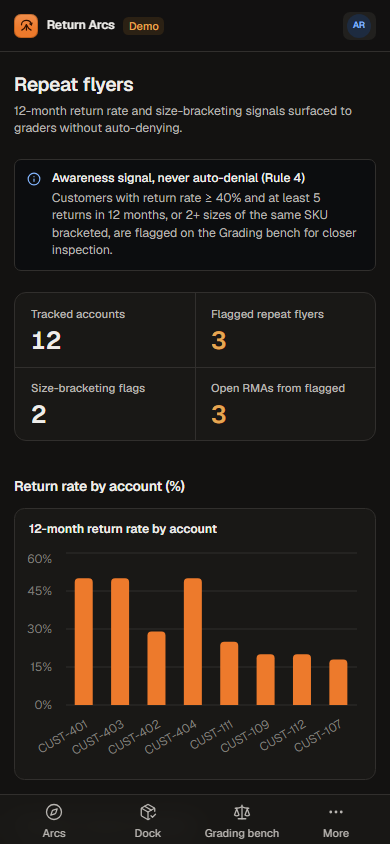 Return Arcs Demo AR
Repeat flyers
12-month return rate and size-bracketing signals surfaced to
graders without auto-denying.
Awareness signal, never auto-denial (Rule 4)
Customers with return rate ≥ 40% and at least 5
returns in 12 months, or 2+ sizes of the same SKU
bracketed, are flagged on the Grading bench for closer
inspection.
Tracked accounts
12
Flagged repeat flyers
3
Size-bracketing flags
2
Open RMAs from flagged
3
Return rate by account (%)
12-month return rate by account
60%
45%
30%
15%
0%
CUST-401
CUST-403
CUST-402
CUST-404
CUST-111
CUST-109
CUST-112
CUST-107
Arcs
Dock
Grading bench
More